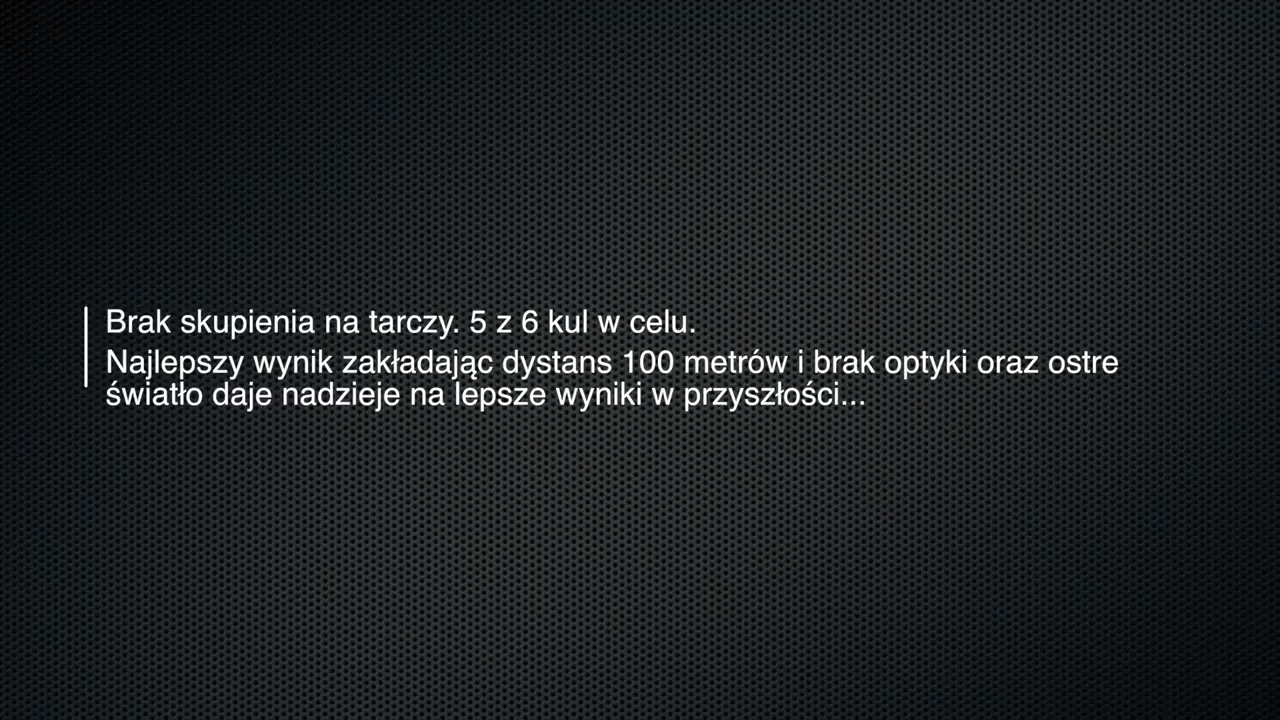 Brak skupienia na tarczy. 5 z 6 kul w celu.
Najlepszy wynik zakładając dystans 100 metrów i brak optyki oraz ostre
światło daje nadzieje na lepsze wyniki w przyszłości...